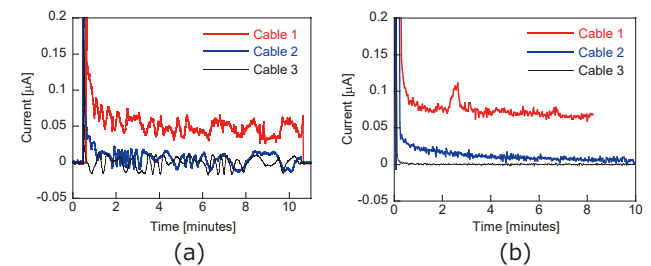 0.2
0.15
0.1
0.05
0
-0.05
Current [μA]
Cable 1
Cable 2
Cable 3
0
2
4
6
8
10
Time [minutes]
(a)
0.2
0.15
0.1
0.05
0
-0.05
Current [μA]
Cable 1
Cable 2
Cable 3
0
2
4
6
8
10
Time [minutes]
(b)